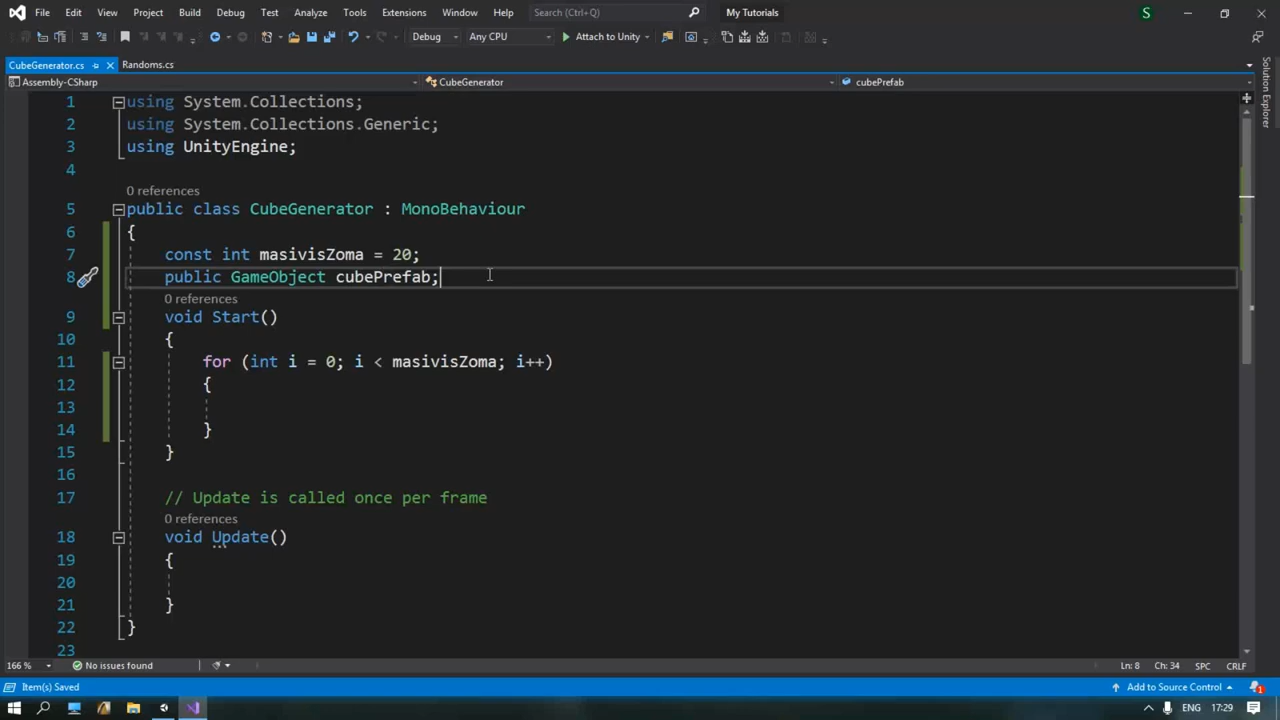 File Edit View Project Build Debug Test Analyze Tools Extensions Window Help Search (Ctrl+Q) My Tutorials S
Debug Any CPU Attach to Unity
CubeGenerator.cs Randoms.cs
Assembly-CSharp CubeGenerator cubePrefab
Solution Explorer
1 using System.Collections;
2 using System.Collections.Generic;
3 using UnityEngine;
4
0 references
5 public class CubeGenerator : MonoBehaviour
6 {
7 const int masivisZoma = 20;
8 public GameObject cubePrefab;
0 references
9 void Start()
10 {
11 for (int i = 0; i < masivisZoma; i++)
12 {
13
14 }
15 }
16
17 // Update is called once per frame
0 references
18 void Update()
19 {
20
21 }
22 }
23
166 % No issues found Ln: 8 Ch: 34 SPC CRLF
Item(s) Saved Add to Source Control 1
ENG 17:29